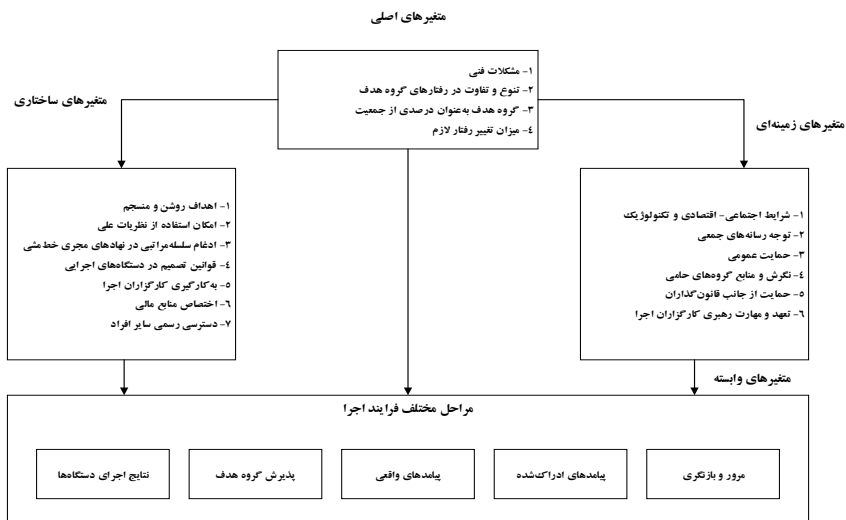 متغیرهای اصلی
۱- مشکلات فنی
۲- تنوع و تفاوت در رفتارهای گروه هدف
۳- گروه هدف به‌عنوان درصدی از جمعیت
۴- میزان تغییر رفتار لازم
متغیرهای زمینه‌ای
۱- شرایط اجتماعی- اقتصادی و تکنولوژیک
۲- توجه رسانه‌های جمعی
۳- حمایت عمومی
۴- نگرش و منابع گروه‌های حامی
۵- حمایت از جانب قانون‌گذاران
۶- تعهد و مهارت رهبری کارگزاران اجرا
متغیرهای ساختاری
۱- اهداف روشن و منسجم
۲- امکان استفاده از نظریات علی
۳- ادغام سلسله‌مراتبی در نهادهای مجری خط‌مشی
۴- قوانین تصمیم در دستگاه‌های اجرایی
۵- به‌کارگیری کارگزاران اجرا
۶- اختصاص منابع مالی
۷- دسترسی رسمی سایر افراد
متغیرهای وابسته
مراحل مختلف فرایند اجرا
مرور و بازنگری
پیامدهای ادراک‌شده
پیامدهای واقعی
پذیرش گروه هدف
نتایج اجرای دستگاه‌ها